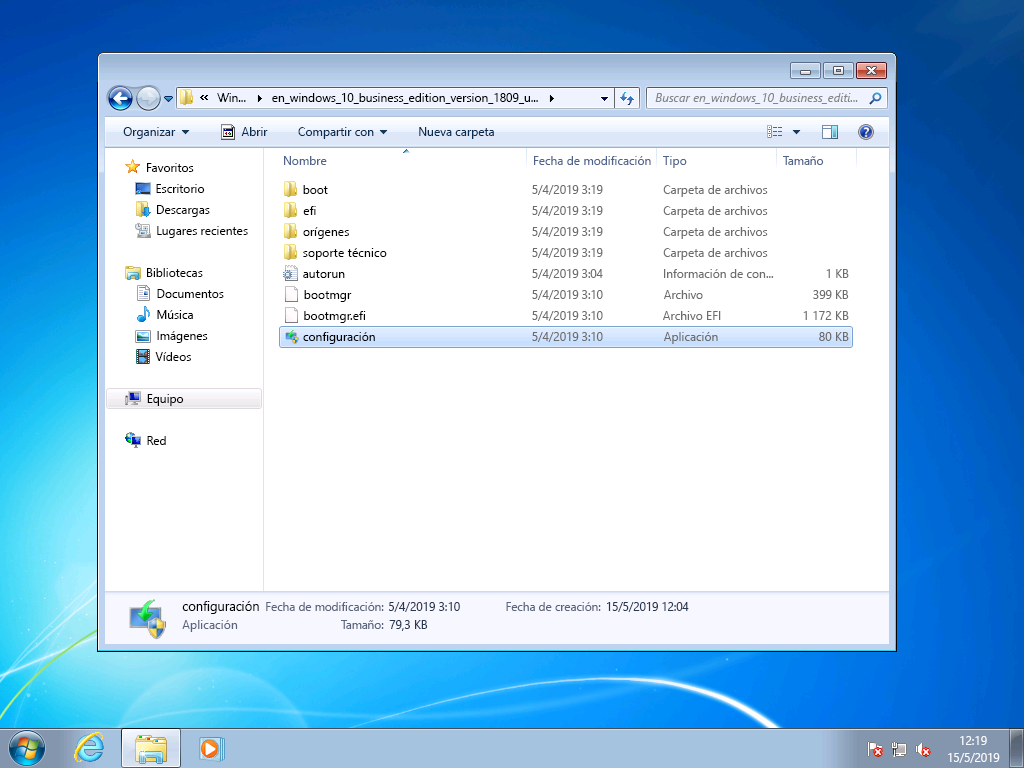 « Win... ▸ en_windows_10_business_edition_version_1809_u... ▸
Buscar en_windows_10_business_editi...
Organizar Abrir Compartir con Nueva carpeta
Nombre Fecha de modificación Tipo Tamaño
Favoritos
Escritorio
Descargas
Lugares recientes
Bibliotecas
Documentos
Música
Imágenes
Vídeos
Equipo
Red
boot 5/4/2019 3:19 Carpeta de archivos
efi 5/4/2019 3:19 Carpeta de archivos
orígenes 5/4/2019 3:19 Carpeta de archivos
soporte técnico 5/4/2019 3:19 Carpeta de archivos
autorun 5/4/2019 3:04 Información de con... 1 KB
bootmgr 5/4/2019 3:10 Archivo 399 KB
bootmgr.efi 5/4/2019 3:10 Archivo EFI 1 172 KB
configuración 5/4/2019 3:10 Aplicación 80 KB
configuración Fecha de modificación: 5/4/2019 3:10 Fecha de creación: 15/5/2019 12:04
Aplicación Tamaño: 79,3 KB
12:19
15/5/2019